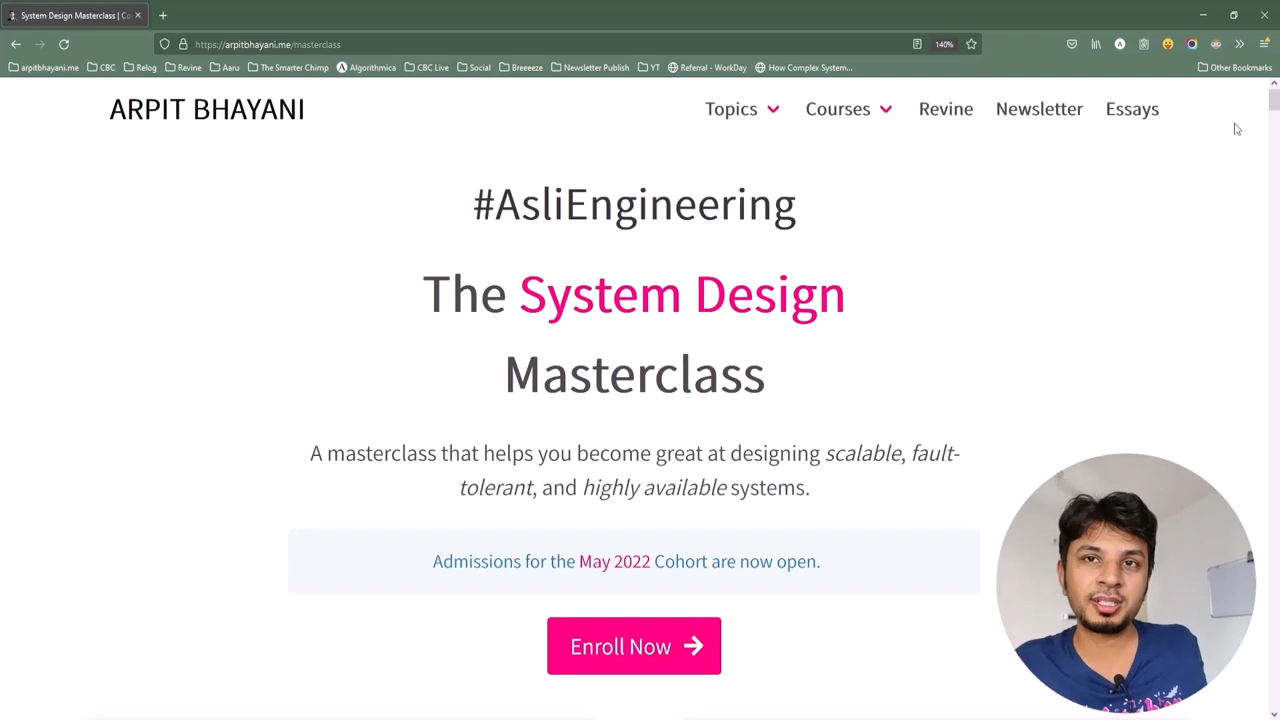 System Design Masterclass | Co
https://arpitbhayani.me/masterclass
140%
arpitbhayani.me
CBC
Relog
Revine
Aaru
The Smarter Chimp
Algorithmica
CBC Live
Social
Breeeeze
Newsletter Publish
YT
Referral - WorkDay
How Complex System...
Other Bookmarks
ARPIT BHAYANI
Topics
Courses
Revine
Newsletter
Essays
#AsliEngineering
The System Design
Masterclass
A masterclass that helps you become great at designing scalable, fault-
tolerant, and highly available systems.
Admissions for the May 2022 Cohort are now open.
Enroll Now